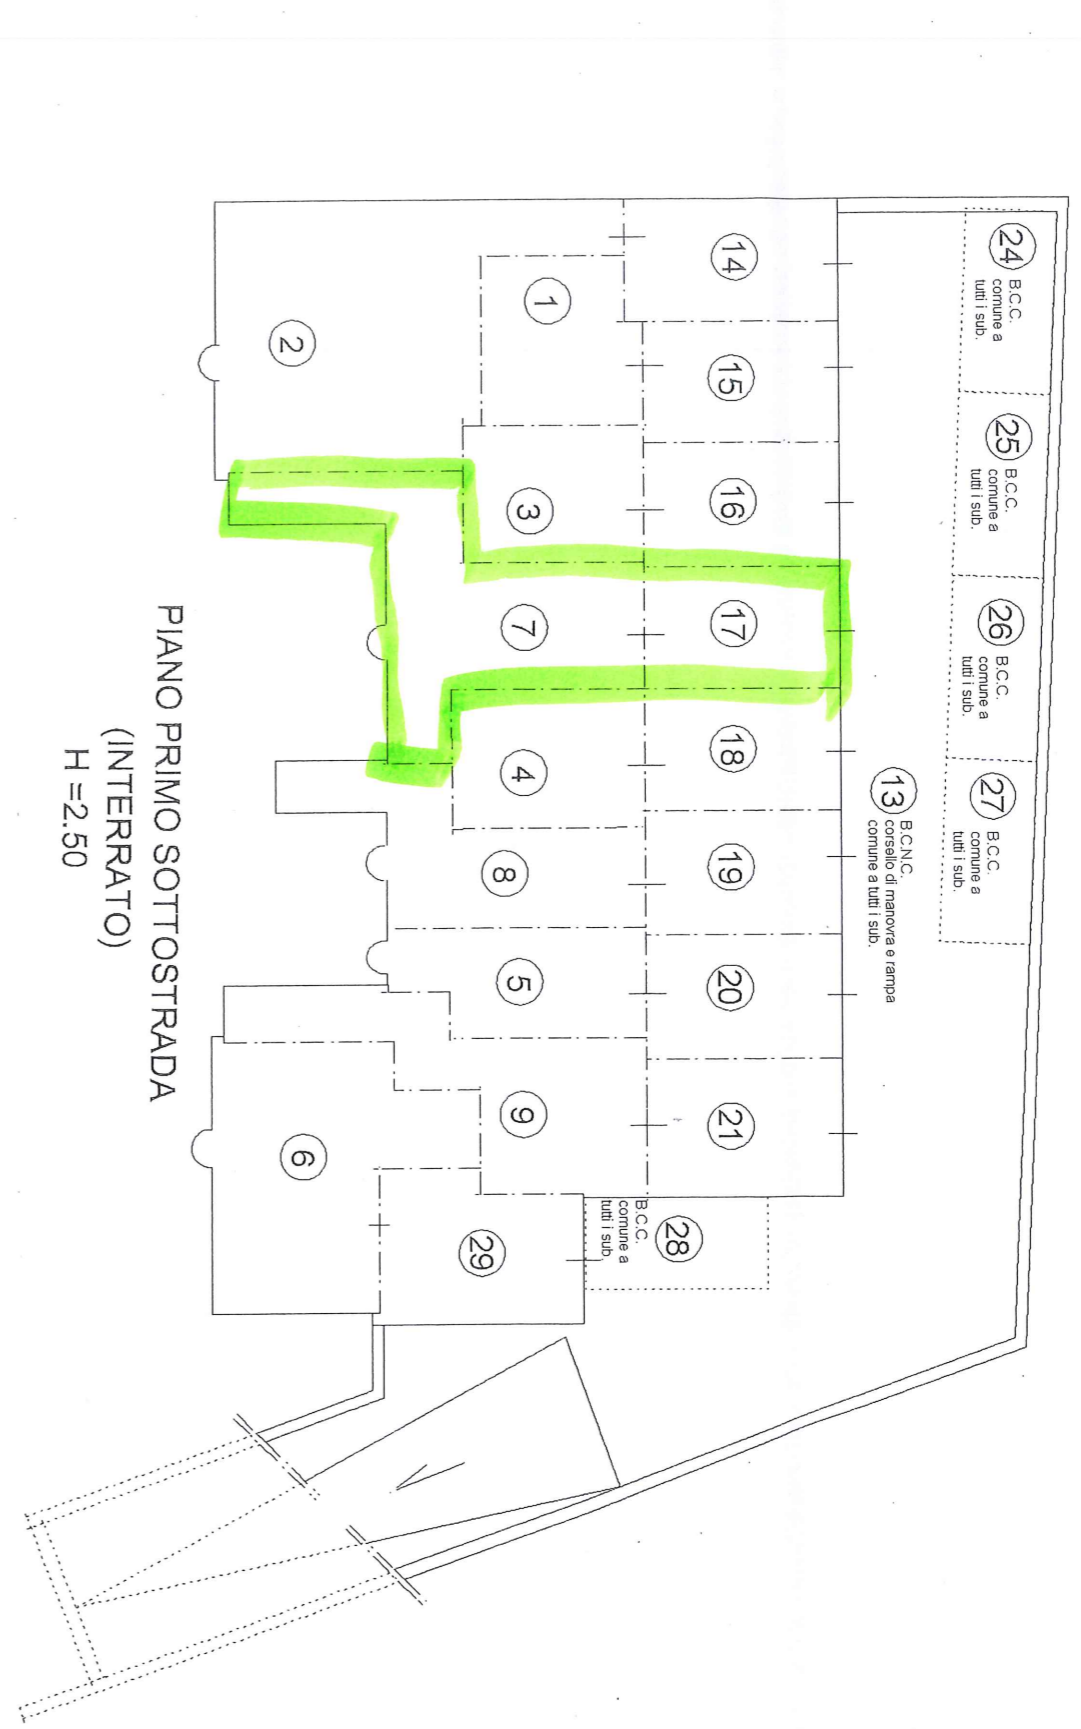 24
B.C.C.
comune a
tutti i sub.
25
B.C.C.
comune a
tutti i sub.
26
B.C.C.
comune a
tutti i sub.
27
B.C.C.
comune a
tutti i sub.
13
B.C.N.C.
corsello di manovra e rampa
comune a tutti i sub.
14
15
16
17
18
19
20
21
28
B.C.C.
comune a
tutti i sub.
1
3
7
4
8
5
9
29
2
6
PIANO PRIMO SOTTOSTRADA
(INTERRATO)
H =2.50